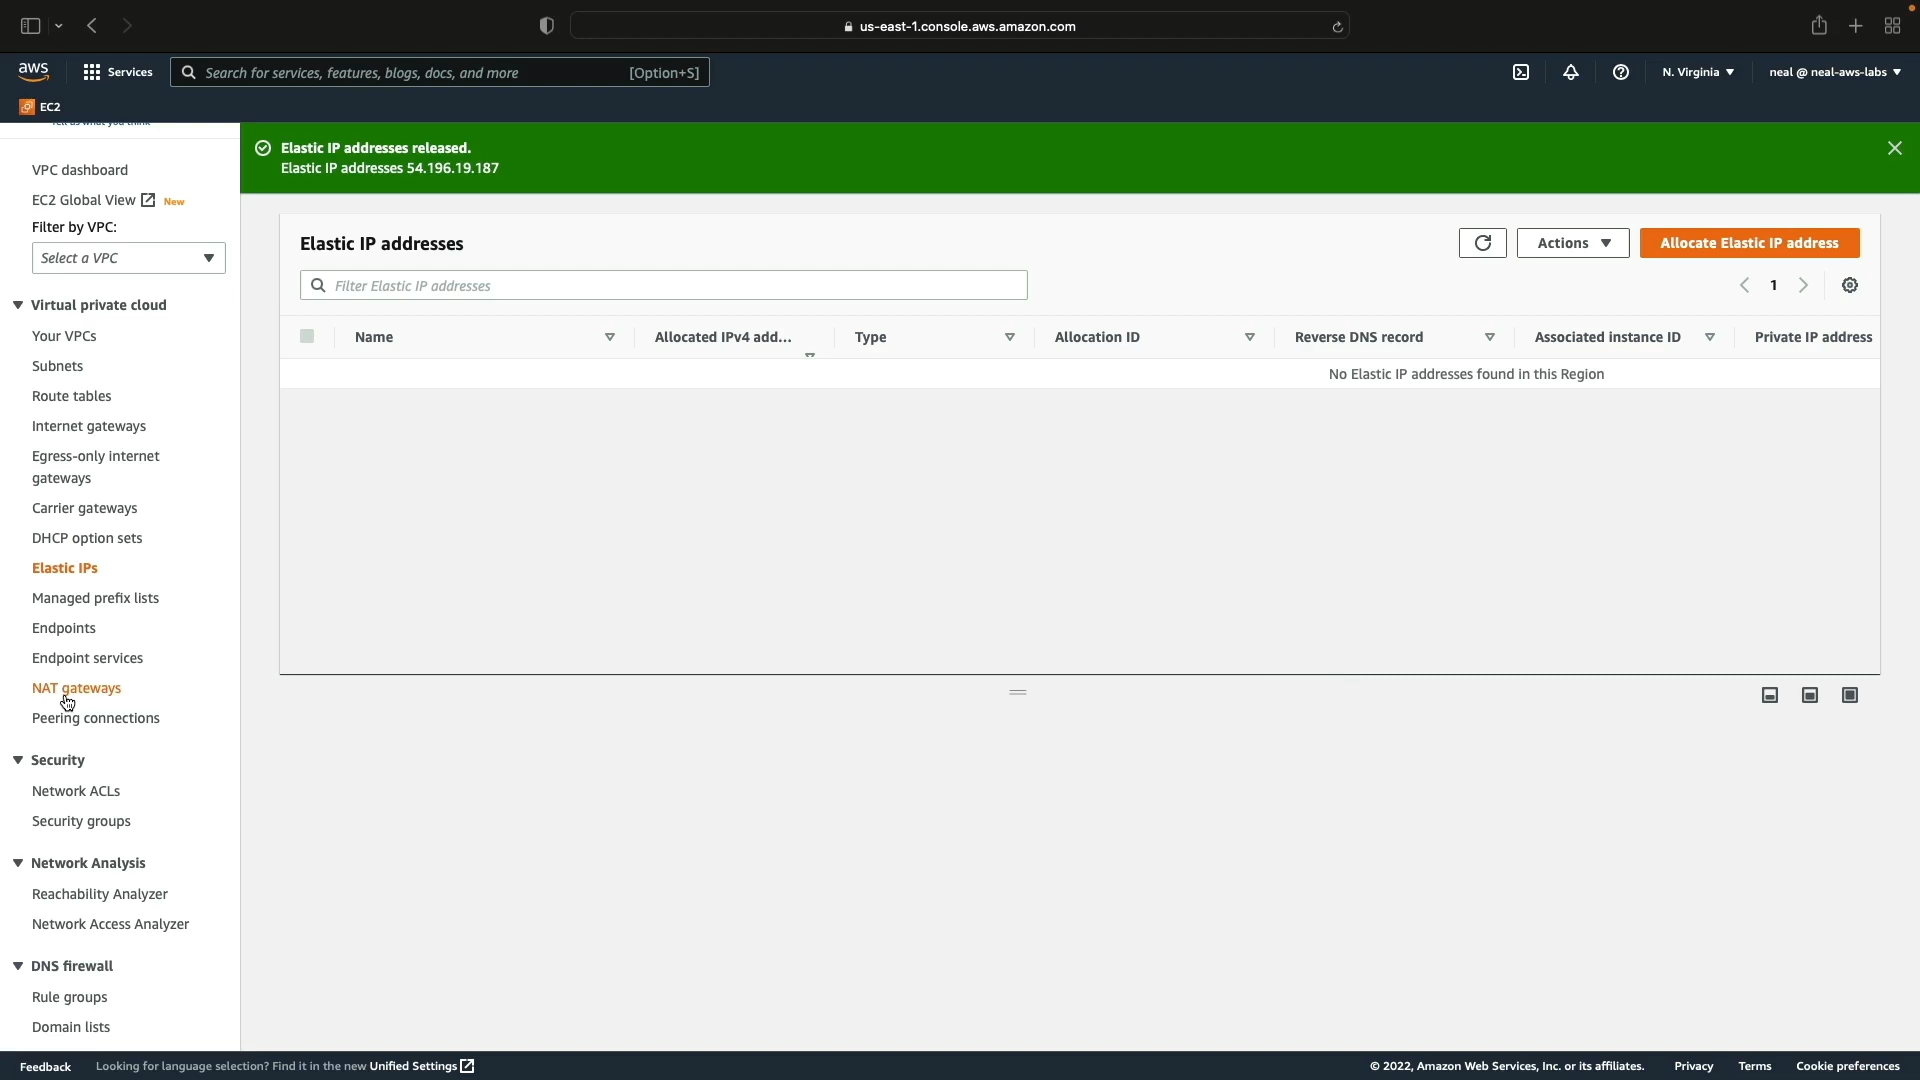 us-east-1.console.aws.amazon.com
aws
Services
Search for services, features, blogs, docs, and more
[Option+S]
N. Virginia
neal @ neal-aws-labs
EC2
Tell us what you think
VPC dashboard
EC2 Global View
New
Filter by VPC:
Select a VPC
Virtual private cloud
Your VPCs
Subnets
Route tables
Internet gateways
Egress-only internet
gateways
Carrier gateways
DHCP option sets
Elastic IPs
Managed prefix lists
Endpoints
Endpoint services
NAT gateways
Peering connections
Security
Network ACLs
Security groups
Network Analysis
Reachability Analyzer
Network Access Analyzer
DNS firewall
Rule groups
Domain lists
Elastic IP addresses released.
Elastic IP addresses 54.196.19.187
Elastic IP addresses
Actions
Allocate Elastic IP address
Filter Elastic IP addresses
1
Name
Allocated IPv4 add...
Type
Allocation ID
Reverse DNS record
Associated instance ID
Private IP address
No Elastic IP addresses found in this Region
Feedback
Looking for language selection? Find it in the new Unified Settings
© 2022, Amazon Web Services, Inc. or its affiliates.
Privacy
Terms
Cookie preferences